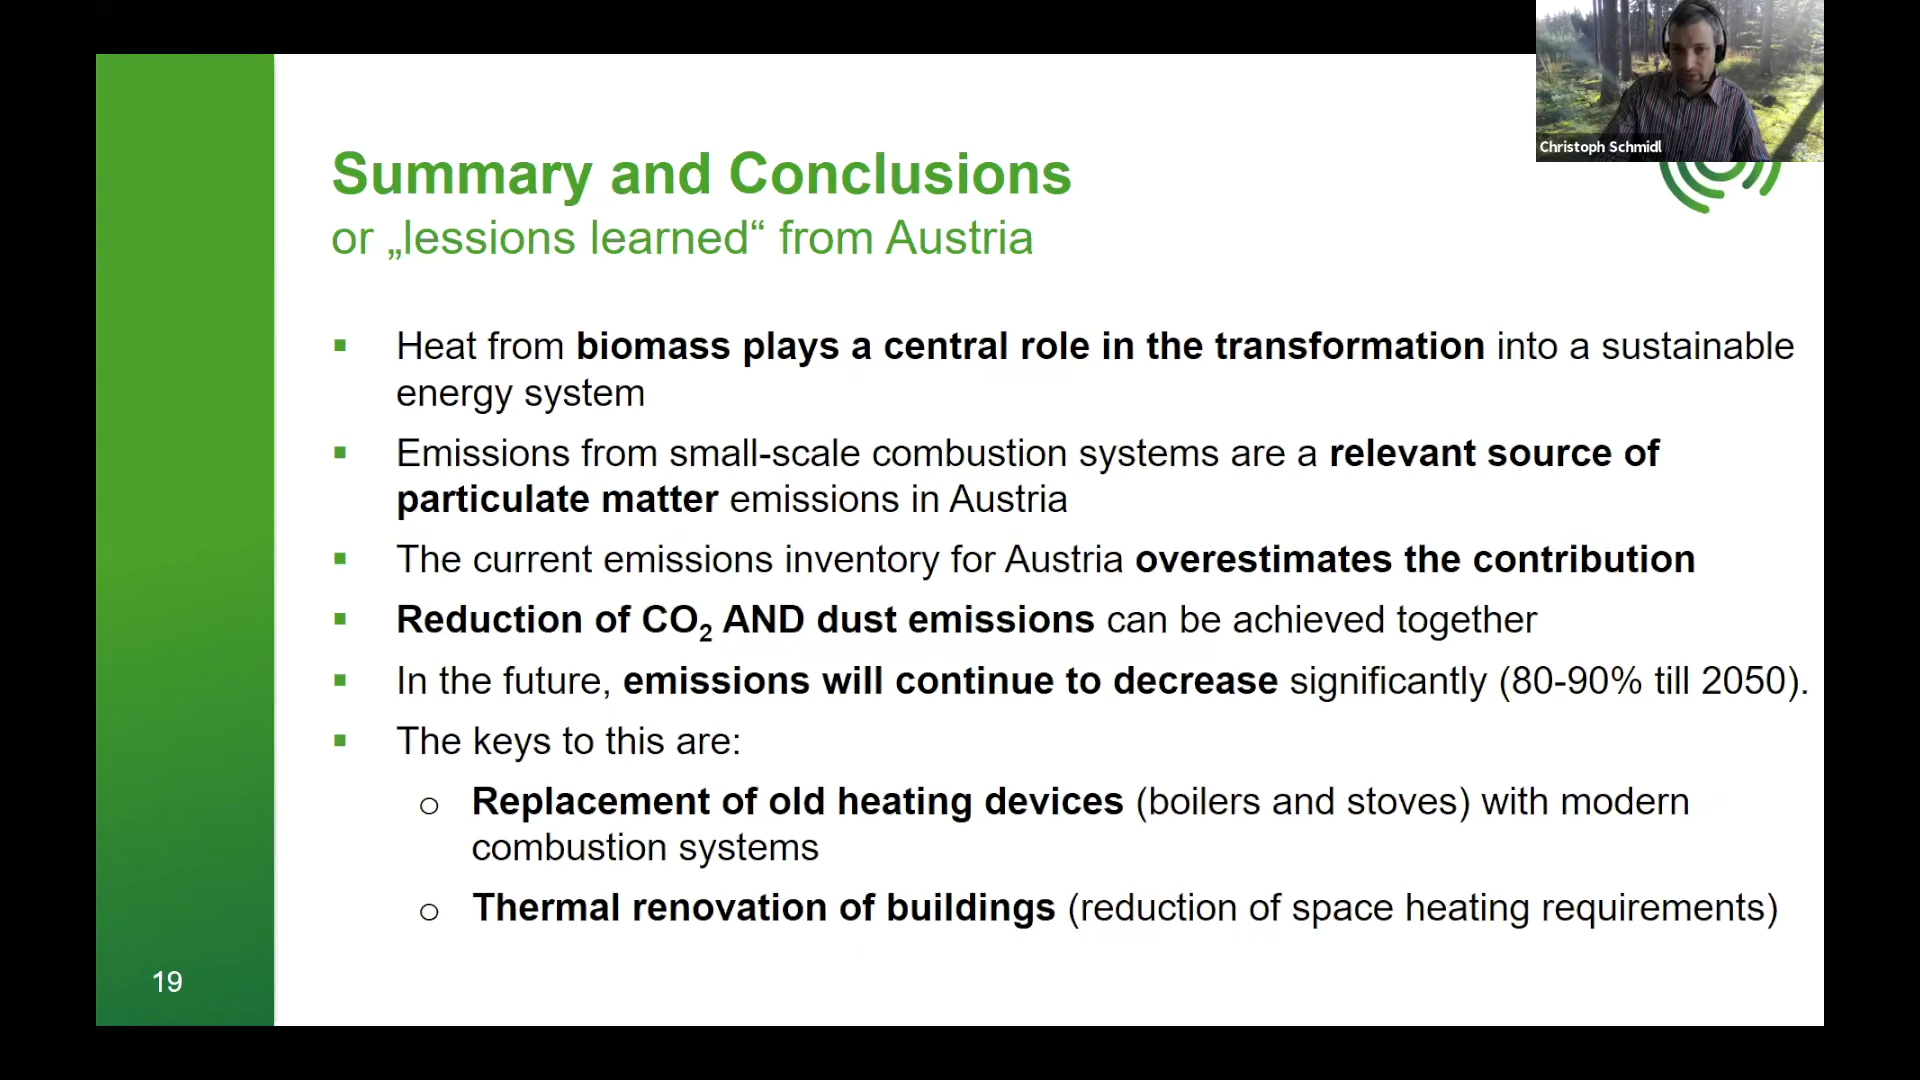 Christoph Schmidl
Summary and Conclusions
or „lessions learned“ from Austria
▪ Heat from biomass plays a central role in the transformation into a sustainable
energy system
▪ Emissions from small-scale combustion systems are a relevant source of
particulate matter emissions in Austria
▪ The current emissions inventory for Austria overestimates the contribution
▪ Reduction of CO₂ AND dust emissions can be achieved together
▪ In the future, emissions will continue to decrease significantly (80-90% till 2050).
▪ The keys to this are:
o Replacement of old heating devices (boilers and stoves) with modern
combustion systems
o Thermal renovation of buildings (reduction of space heating requirements)
19